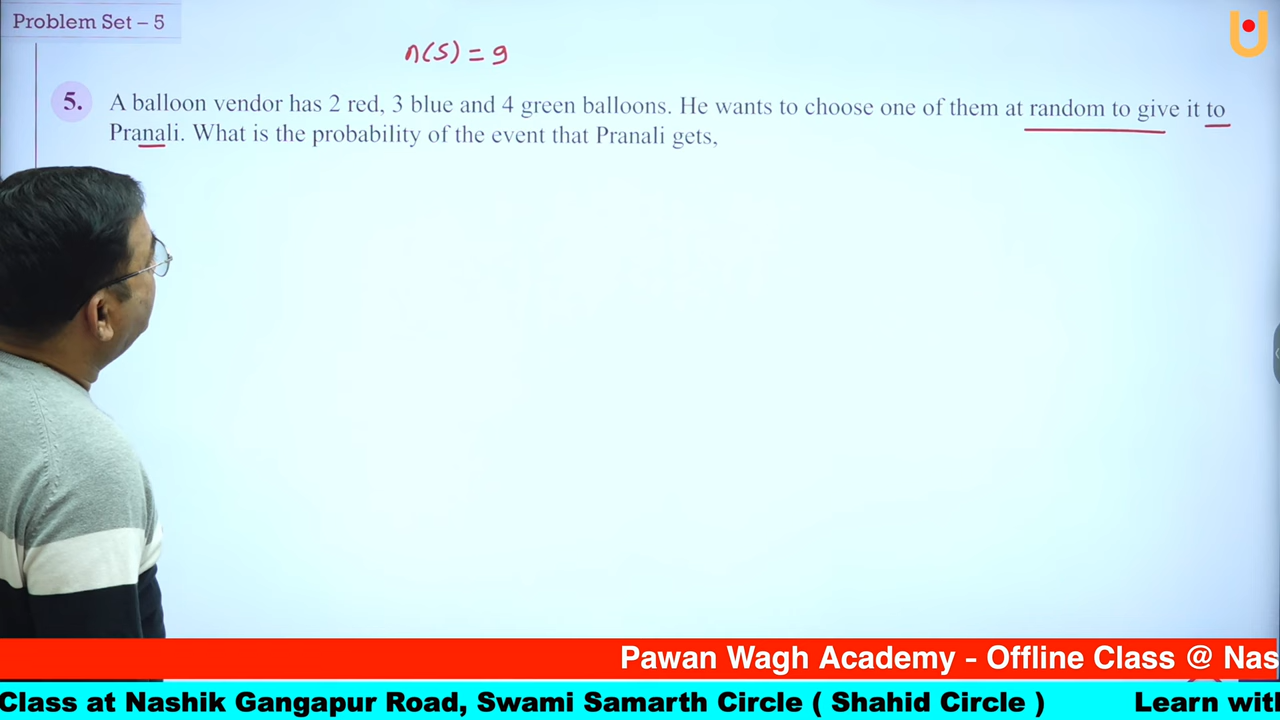 Problem Set – 5
n(S) = 9
5. A balloon vendor has 2 red, 3 blue and 4 green balloons. He wants to choose one of them at random to give it to
Pranali. What is the probability of the event that Pranali gets,
Pawan Wagh Academy - Offline Class @ Nas
Class at Nashik Gangapur Road, Swami Samarth Circle ( Shahid Circle ) Learn wit